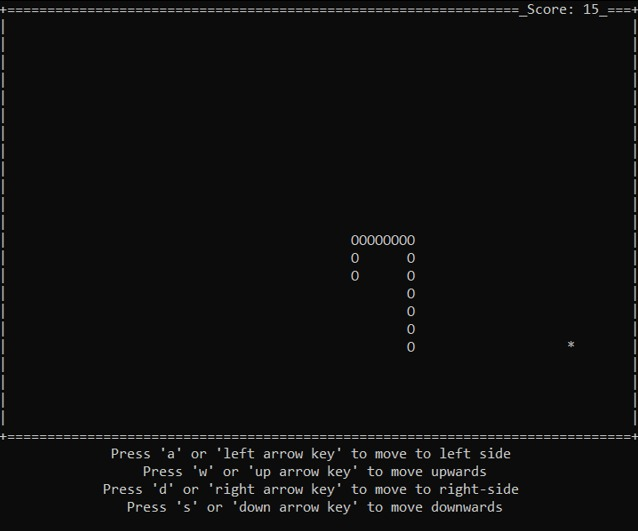 _Score: 15_
OOOOOOOO
O O
O O
O
O
O
O *
Press 'a' or 'left arrow key' to move to left side
Press 'w' or 'up arrow key' to move upwards
Press 'd' or 'right arrow key' to move to right-side
Press 's' or 'down arrow key' to move downwards